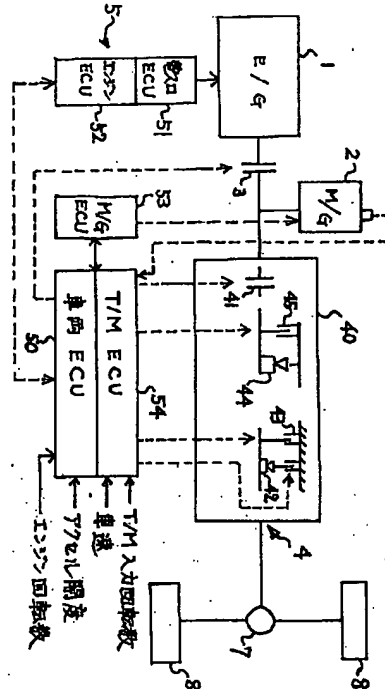 1
E/G
2
M/G
3
5
電スロ
ECU
51
エンジン
ECU
52
53
M/G
ECU
40
41
45
44
43
42
4
T/M ECU
54
車両 ECU
50
T/M入力回転数
車速
アクセル開度
エンジン回転数
7
8
8